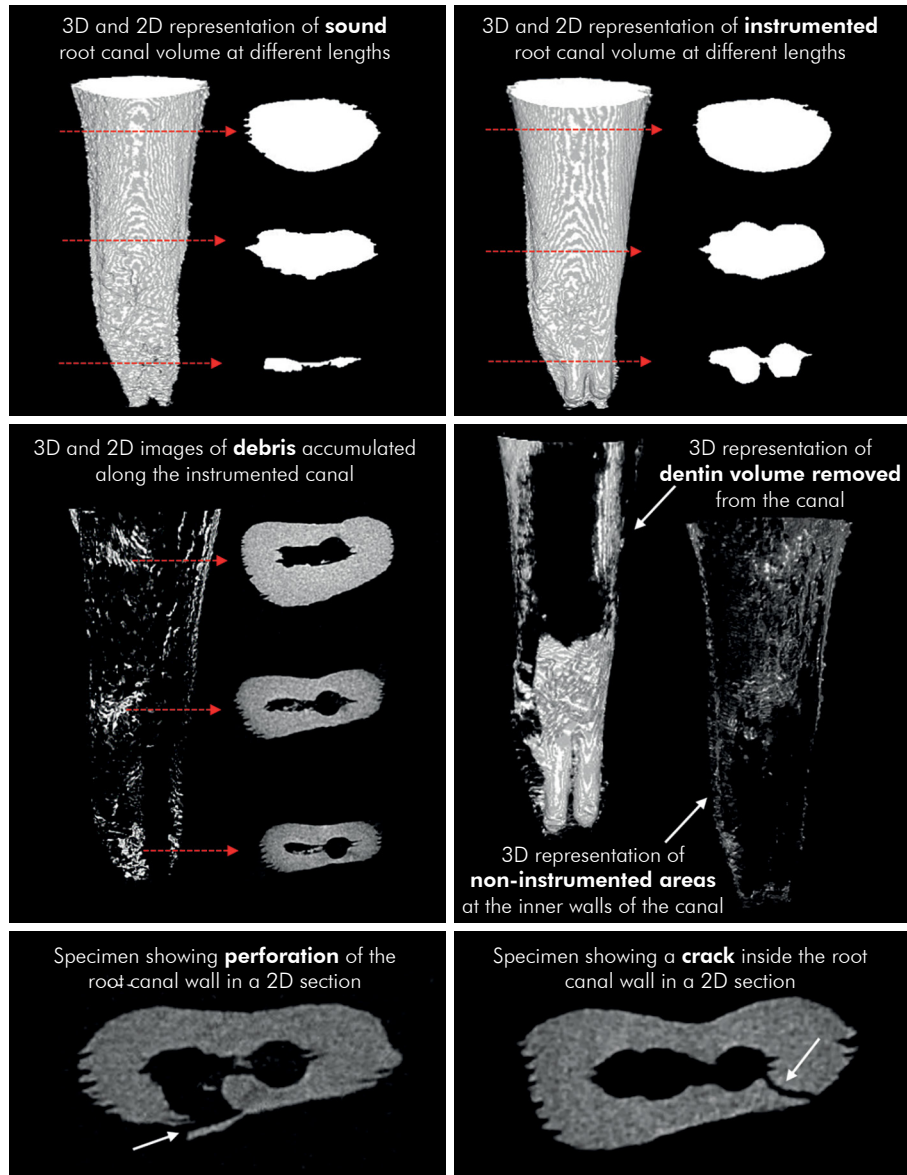 3D and 2D representation of sound
root canal volume at different lengths
3D and 2D representation of instrumented
root canal volume at different lengths
3D and 2D images of debris accumulated
along the instrumented canal
3D representation of
dentin volume removed
from the canal
3D representation of
non-instrumented areas
at the inner walls of the canal
Specimen showing perforation of the
root canal wall in a 2D section
Specimen showing a crack inside the root
canal wall in a 2D section